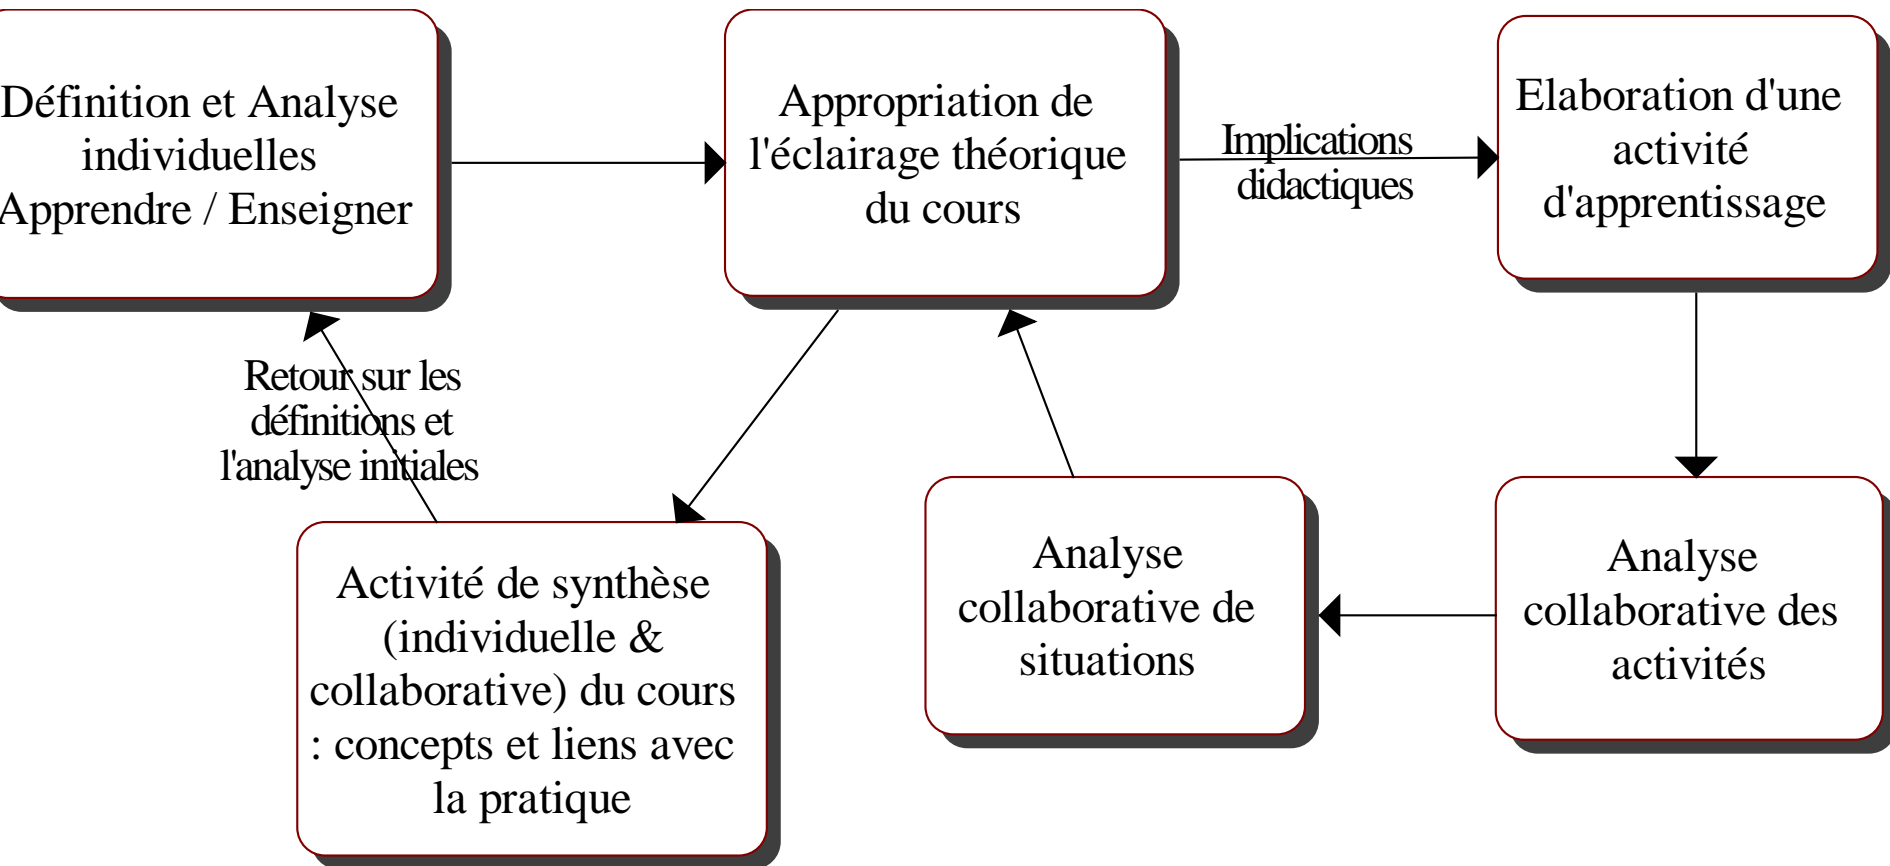 Définition et Analyse
individuelles
Apprendre / Enseigner
Appropriation de
l'éclairage théorique
du cours
Implications
didactiques
Elaboration d'une
activité
d'apprentissage
Retour sur les
définitions et
l'analyse initiales
Activité de synthèse
(individuelle &
collaborative) du cours
: concepts et liens avec
la pratique
Analyse
collaborative de
situations
Analyse
collaborative des
activités